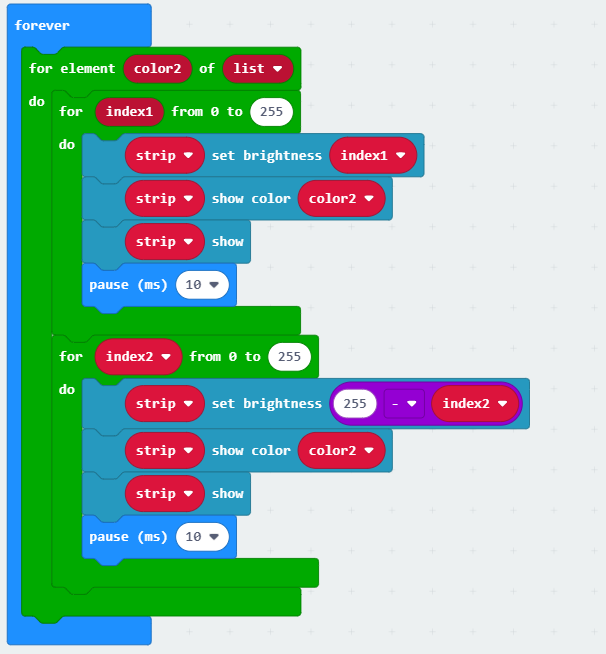 forever
for element color2 of list
do for index1 from 0 to 255
do strip set brightness index1
strip show color color2
strip show
pause (ms) 10
for index2 from 0 to 255
do strip set brightness 255 - index2
strip show color color2
strip show
pause (ms) 10